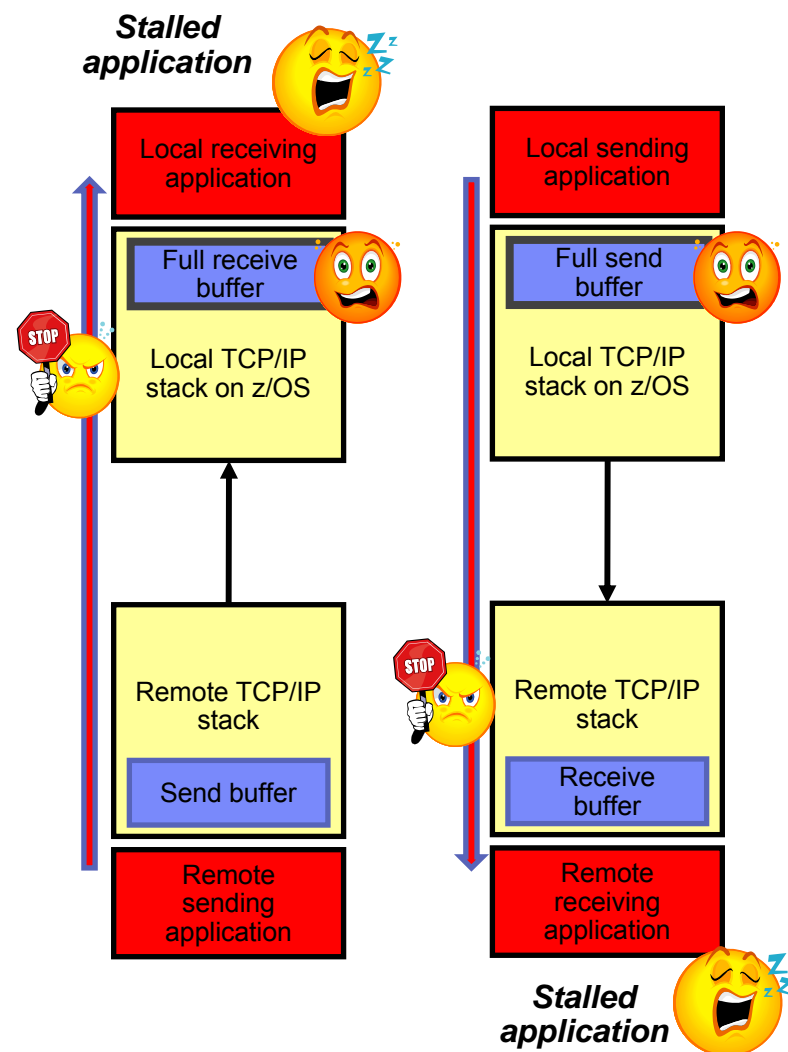 Stalled
application
Z z
z Z
Local receiving
application
Full receive
buffer
STOP
Local TCP/IP
stack on z/OS
Remote TCP/IP
stack
Send buffer
Remote
sending
application
Local sending
application
Full send
buffer
Local TCP/IP
stack on z/OS
STOP
Remote TCP/IP
stack
Receive
buffer
Remote
receiving
application
Stalled
application
Z z
z Z